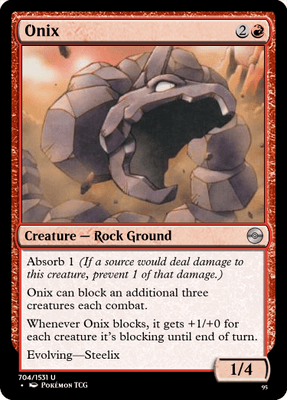 Onix
2 R
Creature — Rock Ground
Absorb 1 (If a source would deal damage to
this creature, prevent 1 of that damage.)
Onix can block an additional three
creatures each combat.
Whenever Onix blocks, it gets +1/+0 for
each creature it's blocking until end of turn.
Evolving—Steelix
1/4
704/1531 U
• Pokémon TCG